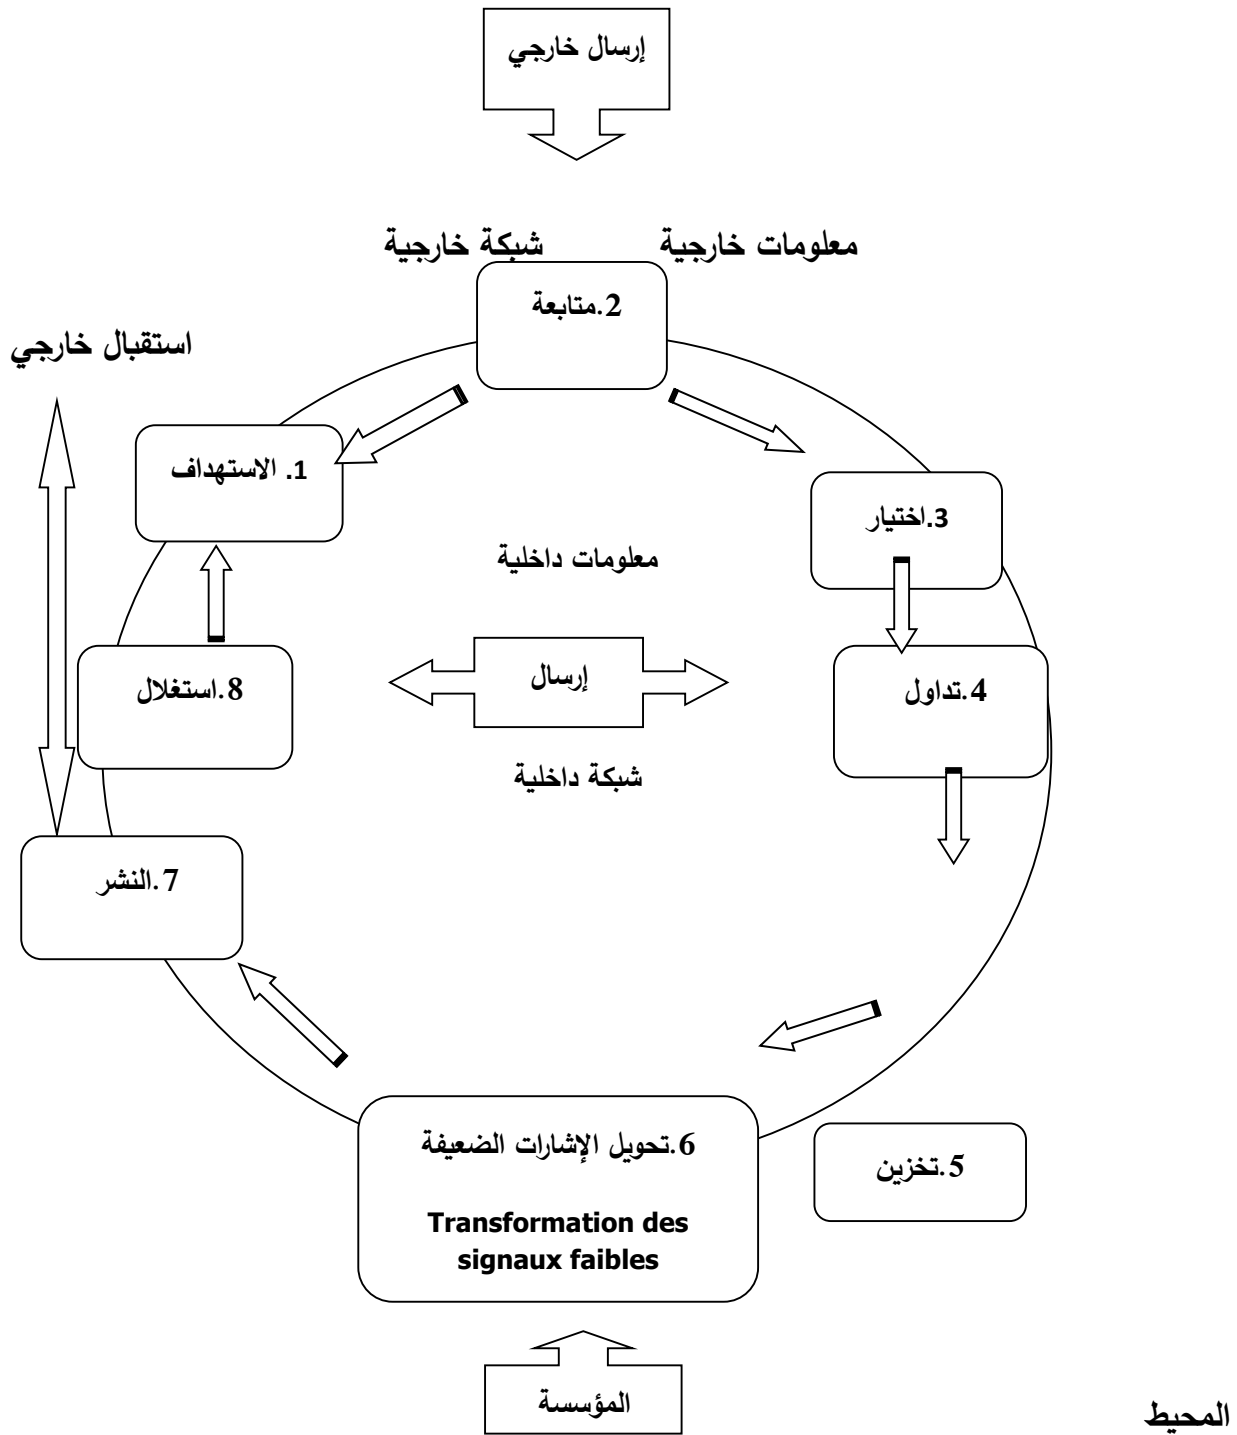 إرسال خارجي
معلومات خارجية
شبكة خارجية
2.متابعة
استقبال خارجي
1. الاستهداف
3.اختيار
معلومات داخلية
إرسال
8.استغلال
4.تداول
شبكة داخلية
7.النشر
6.تحويل الإشارات الضعيفة
Transformation des
signaux faibles
5.تخزين
المؤسسة
المحيط